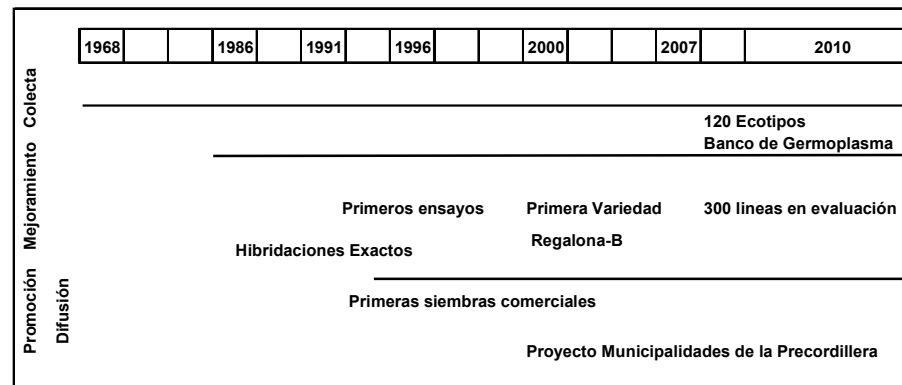 1968 1986 1991 1996 2000 2007 2010
Colecta
120 Ecotipos
Banco de Germoplasma
Mejoramiento
Primeros ensayos Primera Variedad 300 lineas en evaluación
Regalona-B
Hibridaciones Exactos
Promoción
Difusión
Primeras siembras comerciales
Proyecto Municipalidades de la Precordillera